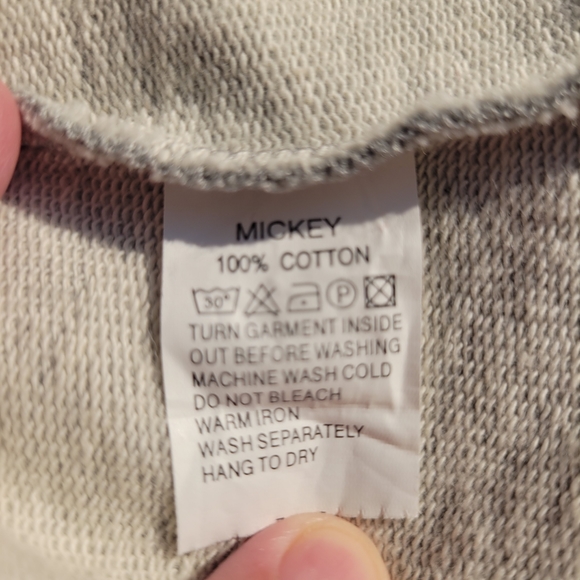 MICKEY
100% COTTON
30° P
TURN GARMENT INSIDE
OUT BEFORE WASHING
MACHINE WASH COLD
DO NOT BLEACH
WARM IRON
WASH SEPARATELY
HANG TO DRY